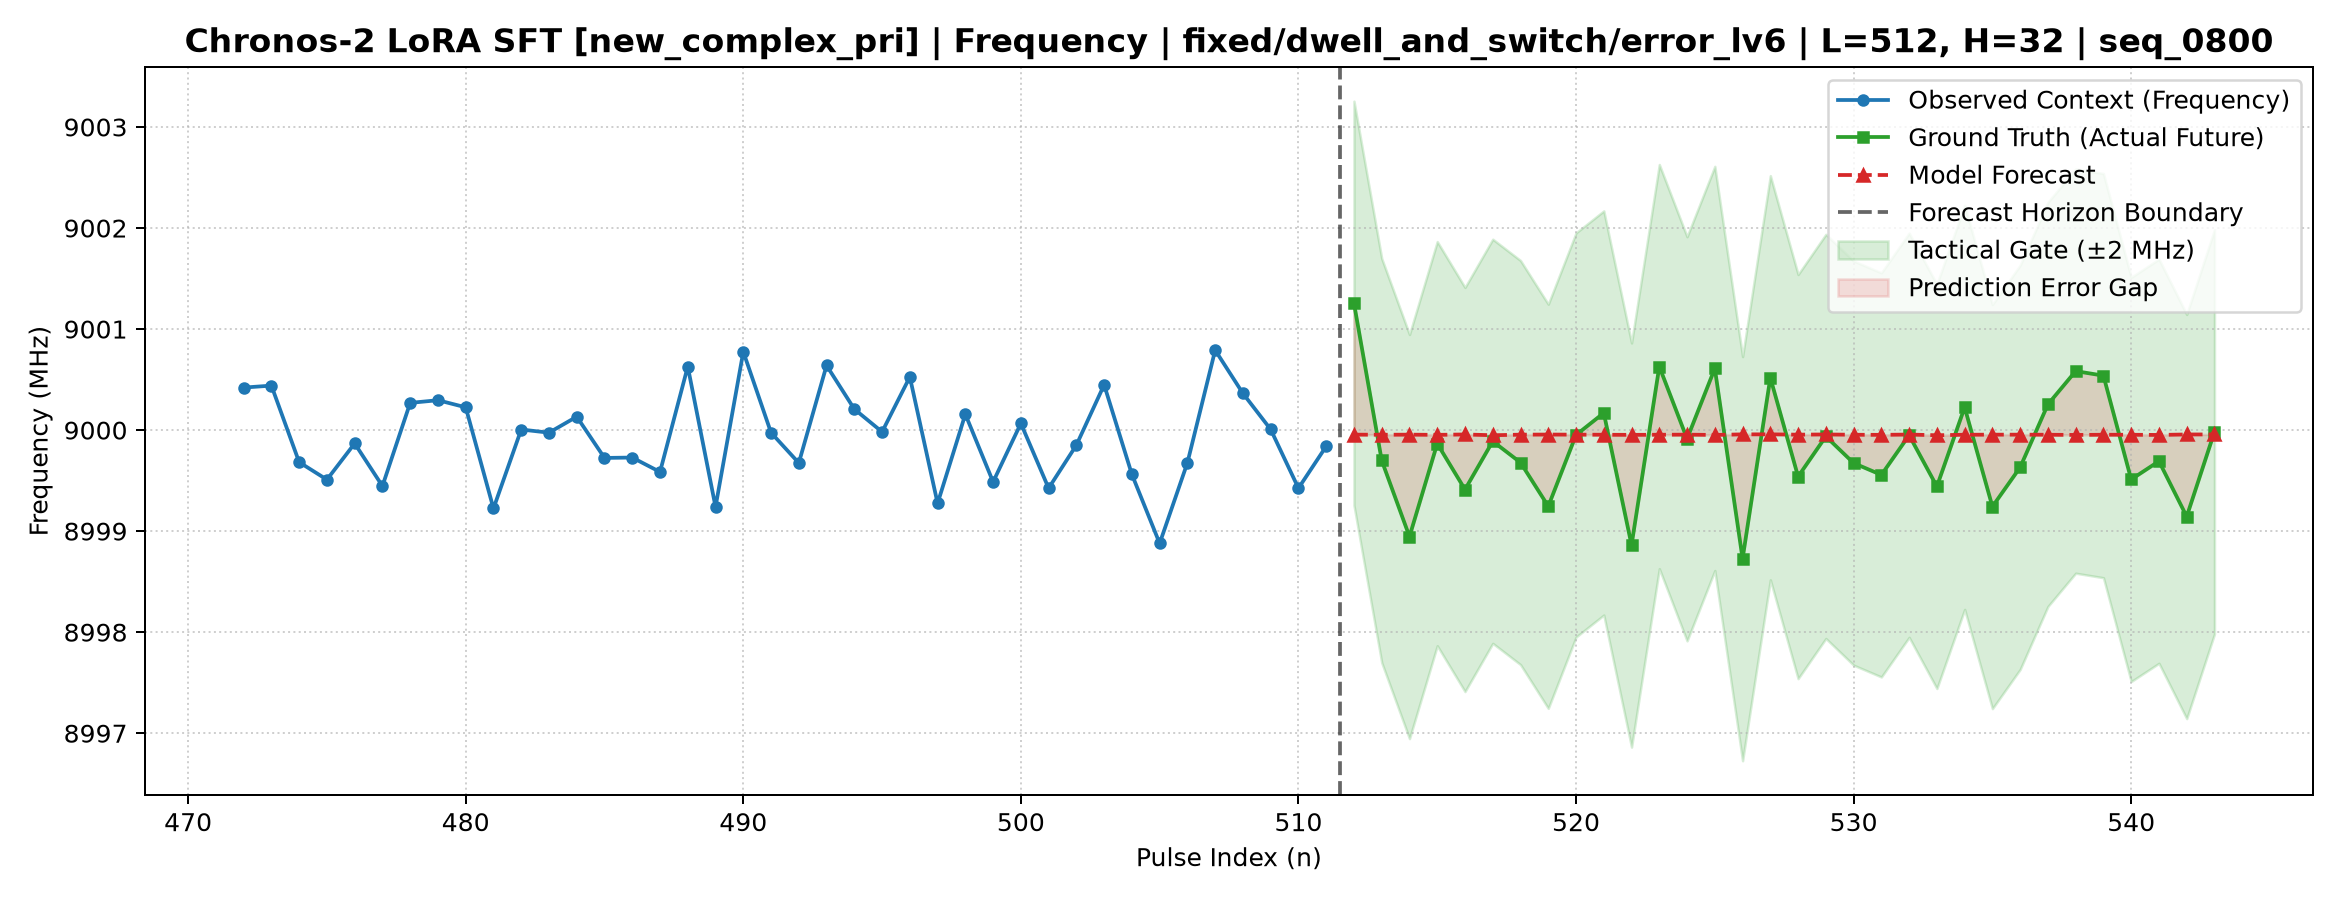 Chronos-2 LoRA SFT [new_complex_pri] | Frequency | fixed/dwell_and_switch/error_lv6 | L=512, H=32 | seq_0800
Observed Context (Frequency)
Ground Truth (Actual Future)
Model Forecast
Forecast Horizon Boundary
Tactical Gate (±2 MHz)
Prediction Error Gap
Frequency (MHz)
9003
9002
9001
9000
8999
8998
8997
470
480
490
500
510
520
530
540
Pulse Index (n)